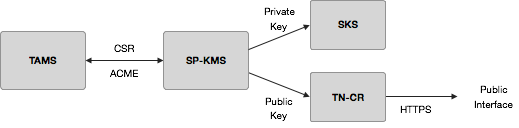 TAMS
CSR
ACME
SP-KMS
Private
Key
SKS
Public
Key
TN-CR
HTTPS
Public
Interface